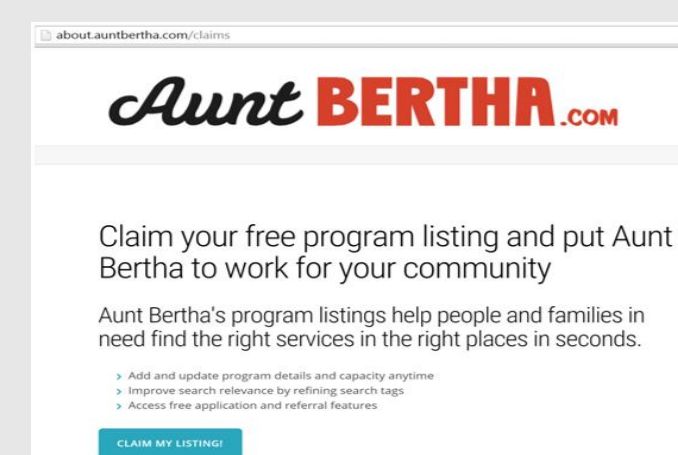 about.auntbertha.com/claims
Aunt BERTHA.COM
Claim your free program listing and put Aunt
Bertha to work for your community
Aunt Bertha's program listings help people and families in
need find the right services in the right places in seconds.
> Add and update program details and capacity anytime
> Improve search relevance by refining search tags
> Access free application and referral features
CLAIM MY LISTING!